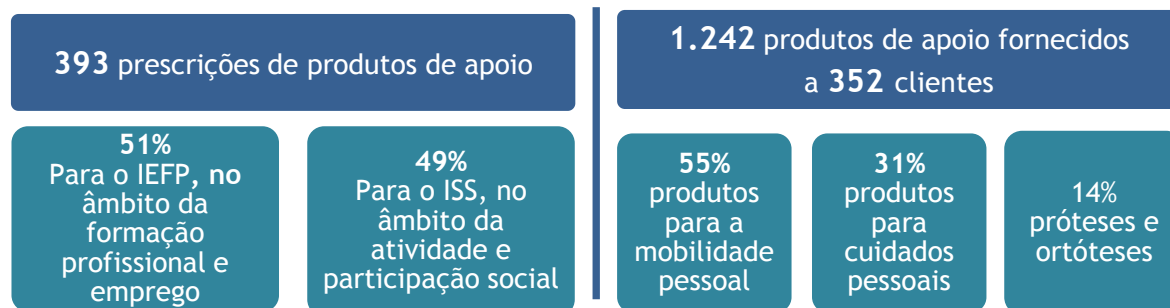 393 prescrições de produtos de apoio
51%
Para o IEFP, no
âmbito da
formação
profissional e
emprego
49%
Para o ISS, no
âmbito da
atividade e
participação social
1.242 produtos de apoio fornecidos
a 352 clientes
55%
produtos
para a
mobilidade
pessoal
31%
produtos
para
cuidados
pessoais
14%
próteses e
ortóteses